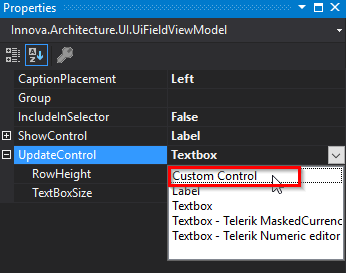 Properties
Innova.Architecture.UI.UiFieldViewModel
CaptionPlacement Left
Group
IncludeInSelector False
ShowControl Label
UpdateControl Textbox
RowHeight Custom Control
Label
TextBoxSize Textbox
Textbox - Telerik MaskedCurrenc
Textbox - Telerik Numeric editor